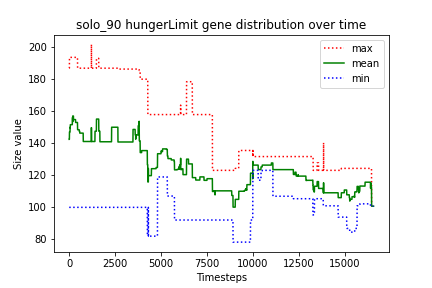 solo_90 hungerLimit gene distribution over time
max
mean
min
Size value
200
180
160
140
120
100
80
0 2500 5000 7500 10000 12500 15000
Timesteps